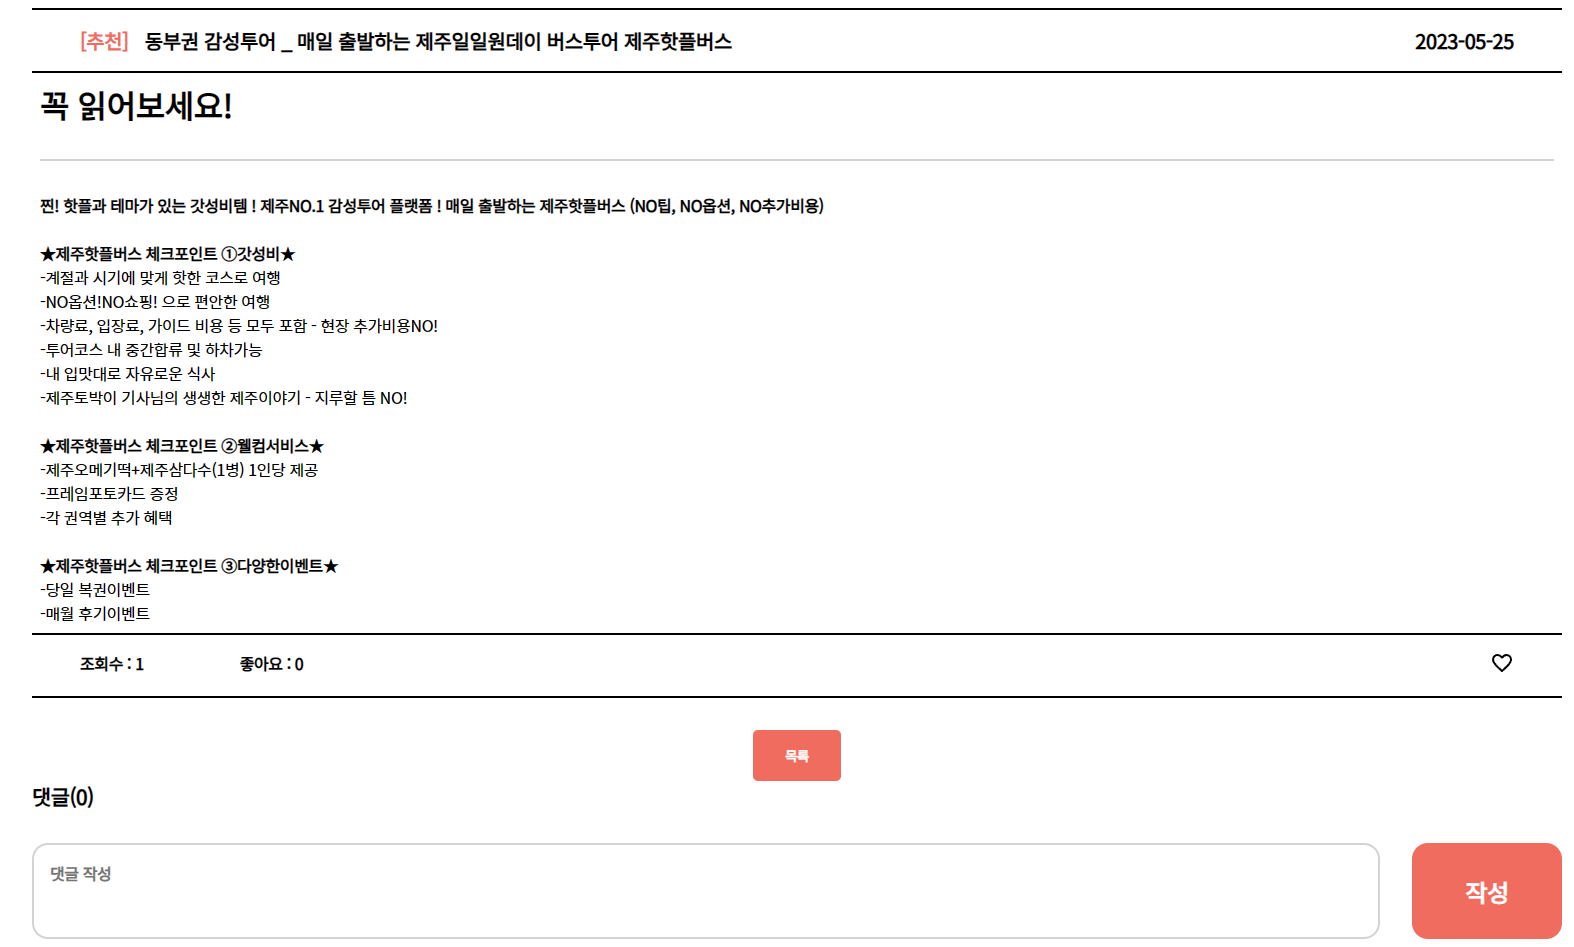 [추천] 동부권 감성투어 _ 매일 출발하는 제주일일원데이 버스투어 제주핫플버스 2023-05-25
꼭 읽어보세요!
찐! 핫플과 테마가 있는 갓성비템 ! 제주NO.1 감성투어 플랫폼 ! 매일 출발하는 제주핫플버스 (NO팁, NO옵션, NO추가비용)
★제주핫플버스 체크포인트 ①갓성비★
-계절과 시기에 맞게 핫한 코스로 여행
-NO옵션!NO쇼핑! 으로 편안한 여행
-차량료, 입장료, 가이드 비용 등 모두 포함 - 현장 추가비용NO!
-투어코스 내 중간합류 및 하차가능
-내 입맛대로 자유로운 식사
-제주토박이 기사님의 생생한 제주이야기 - 지루할 틈 NO!
★제주핫플버스 체크포인트 ②웰컴서비스★
-제주오메기떡+제주삼다수(1병) 1인당 제공
-프레임포토카드 증정
-각 권역별 추가 혜택
★제주핫플버스 체크포인트 ③다양한이벤트★
-당일 복권이벤트
-매월 후기이벤트
조회수 : 1 좋아요 : 0
목록
댓글(0)
댓글 작성
작성